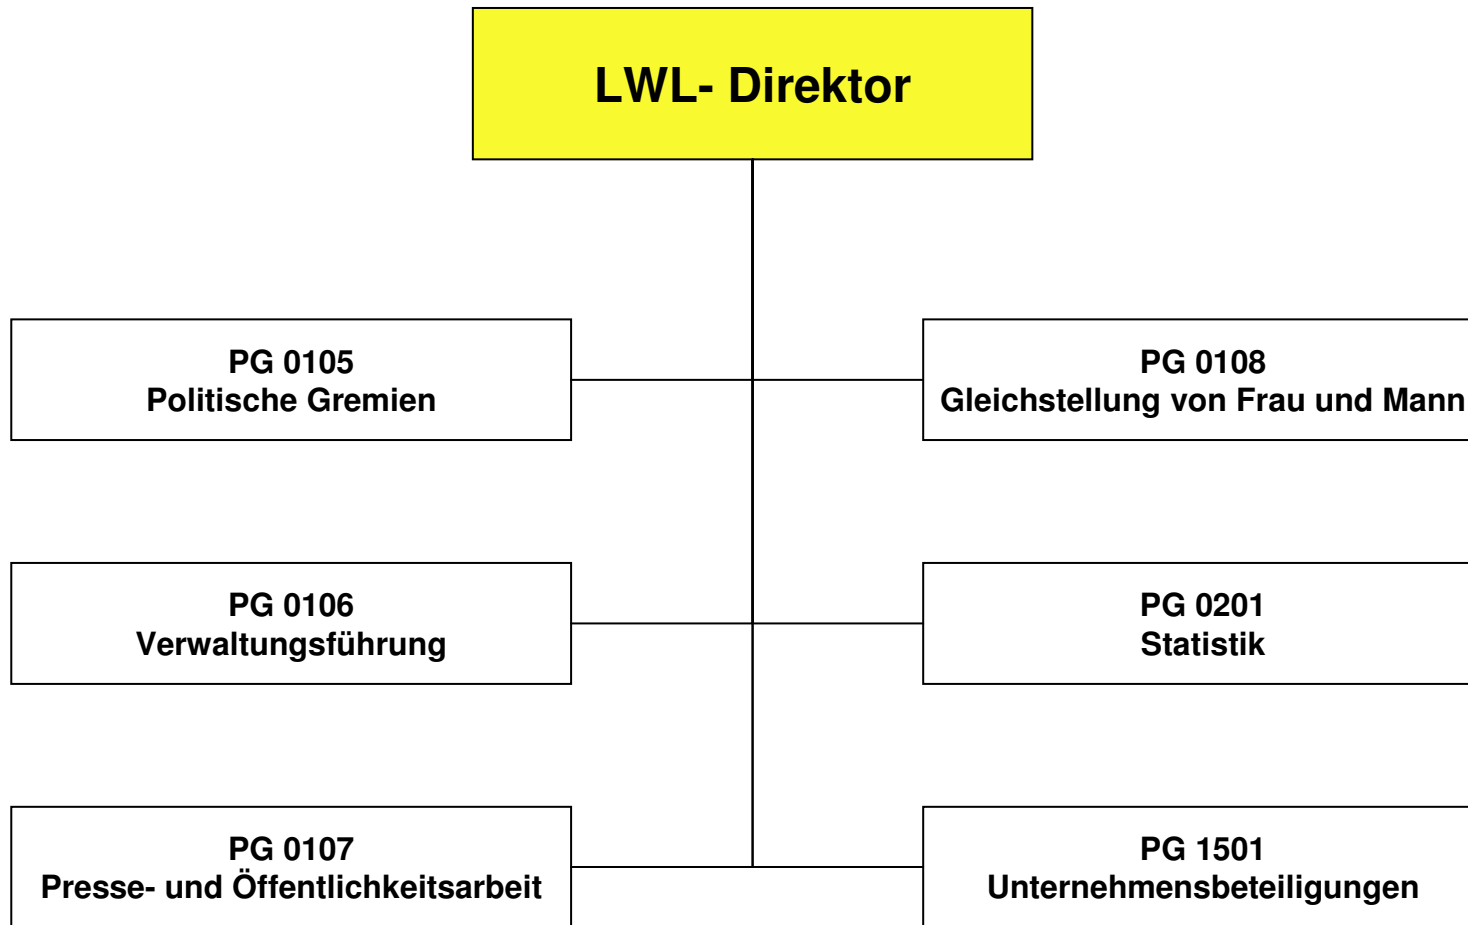 LWL- Direktor
PG 0105
Politische Gremien
PG 0108
Gleichstellung von Frau und Mann
PG 0106
Verwaltungsführung
PG 0201
Statistik
PG 0107
Presse- und Öffentlichkeitsarbeit
PG 1501
Unternehmensbeteiligungen